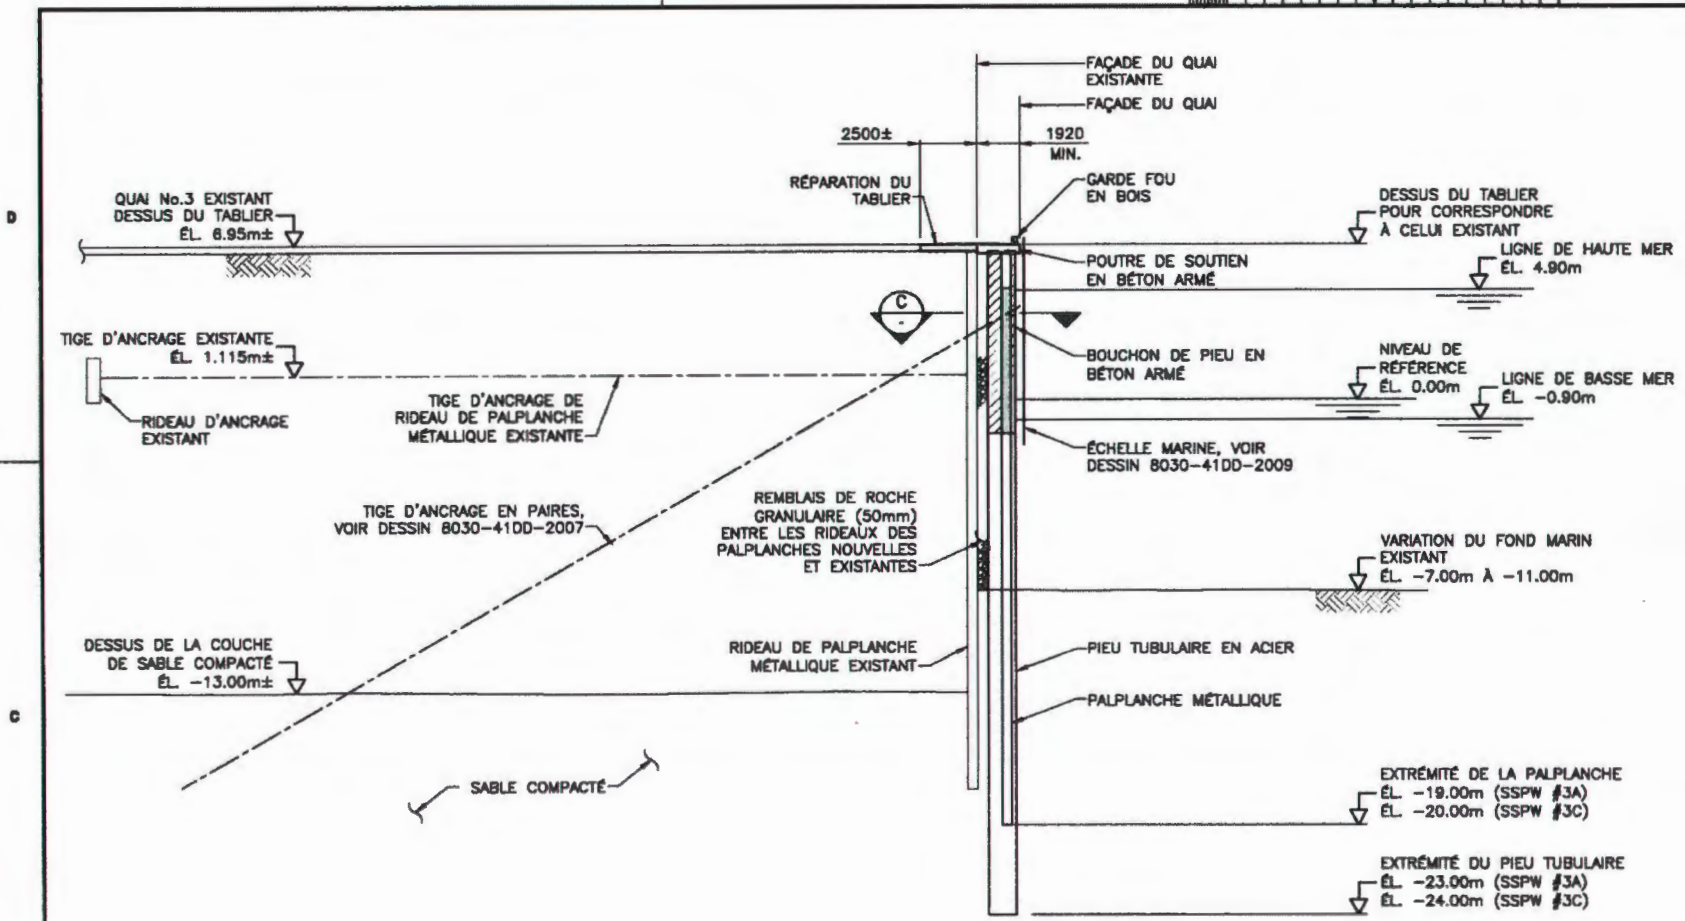 FAÇADE DU QUAI
EXISTANTE
FAÇADE DU QUAI
2500±
1920
MIN.
RÉPARATION DU
TABLIER
GARDE FOU
EN BOIS
QUAI No.3 EXISTANT
DESSUS DU TABLIER
ÉL. 6.95m±
DESSUS DU TABLIER
POUR CORRESPONDRE
À CELUI EXISTANT
D
POUTRE DE SOUTIEN
EN BÉTON ARMÉ
LIGNE DE HAUTE MER
ÉL. 4.90m
C
-
TIGE D'ANCRAGE EXISTANTE
ÉL. 1.115m±
BOUCHON DE PIEU EN
BÉTON ARMÉ
NIVEAU DE
RÉFÉRENCE
ÉL. 0.00m
LIGNE DE BASSE MER
ÉL. -0.90m
RIDEAU D'ANCRAGE
EXISTANT
TIGE D'ANCRAGE DE
RIDEAU DE PALPLANCHE
MÉTALLIQUE EXISTANTE
ÉCHELLE MARINE, VOIR
DESSIN 8030-41DD-2009
TIGE D'ANCRAGE EN PAIRES,
VOIR DESSIN 8030-41DD-2007
REMBLAIS DE ROCHE
GRANULAIRE (50mm)
ENTRE LES RIDEAUX DES
PALPLANCHES NOUVELLES
ET EXISTANTES
VARIATION DU FOND MARIN
EXISTANT
ÉL. -7.00m À -11.00m
DESSUS DE LA COUCHE
DE SABLE COMPACTÉ
ÉL. -13.00m±
RIDEAU DE PALPLANCHE
MÉTALLIQUE EXISTANT
PIEU TUBULAIRE EN ACIER
PALPLANCHE MÉTALLIQUE
C
SABLE COMPACTÉ
EXTRÉMITÉ DE LA PALPLANCHE
ÉL. -19.00m (SSPW #3A)
ÉL. -20.00m (SSPW #3C)
EXTRÉMITÉ DU PIEU TUBULAIRE
ÉL. -23.00m (SSPW #3A)
ÉL. -24.00m (SSPW #3C)